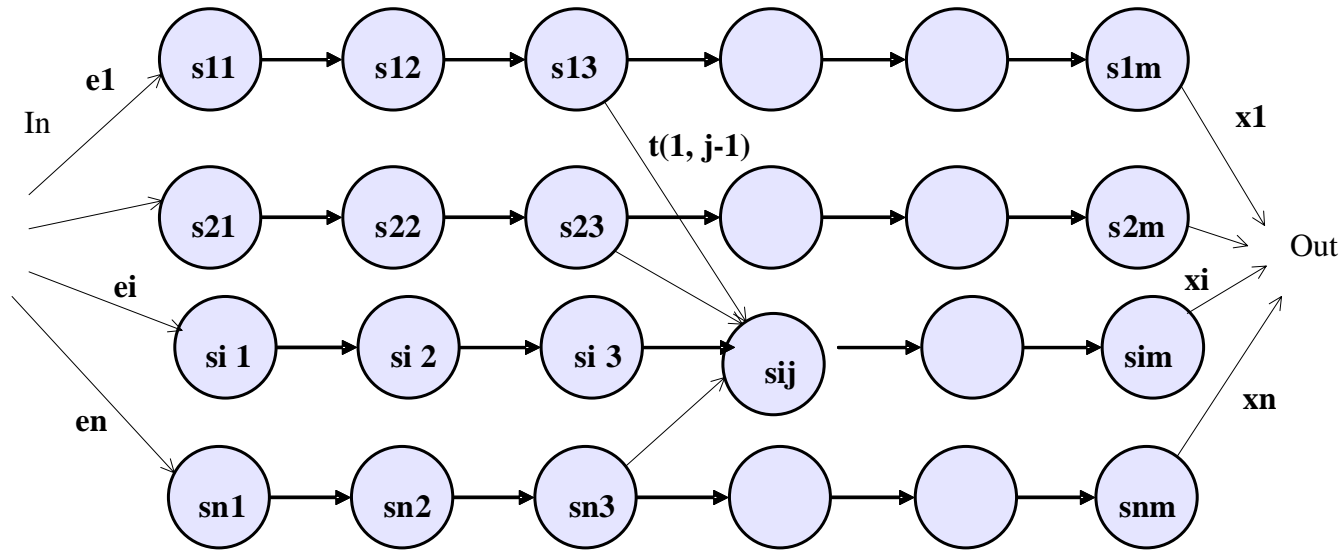 s11 s12 s13 s1m
e1
In
x1
t(1, j-1)
s21 s22 s23 s2m
Out
ei
xi
si 1 si 2 si 3 sij sim
en
xn
sn1 sn2 sn3 snm